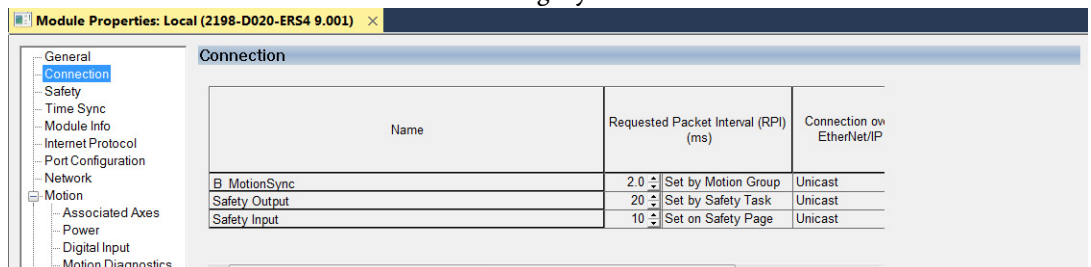 Module Properties: Local (2198-D020-ERS4 9.001) ×
General
Connection
Safety
Time Sync
Module Info
Internet Protocol
Port Configuration
Network
Motion
Associated Axes
Power
Digital Input
Motion Diagnostics
Connection
Name
Requested Packet Interval (RPI)
(ms)
Connection
EtherNet/IP
B MotionSync 2.0 Set by Motion Group Unicast
Safety Output 20 Set by Safety Task Unicast
Safety Input 10 Set on Safety Page Unicast